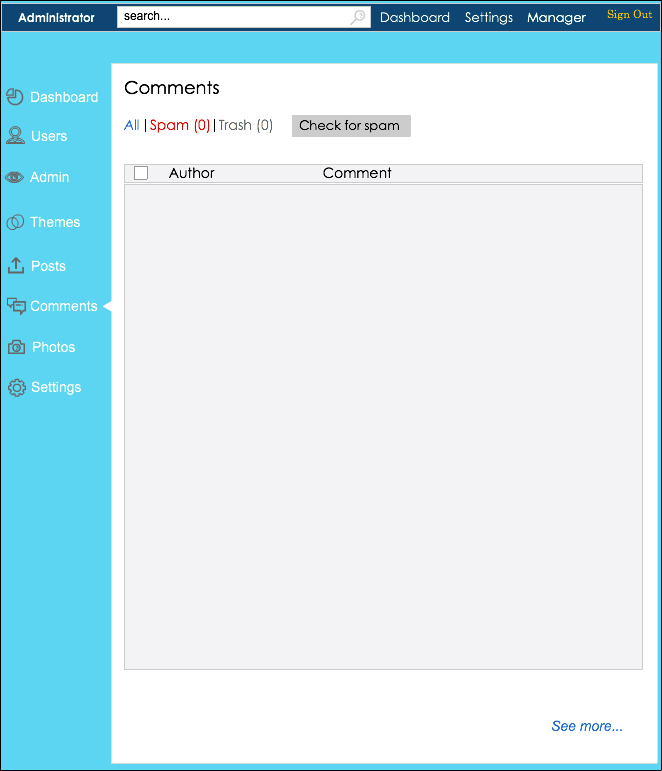 Administrator search... Dashboard Settings Manager Sign Out
Comments
All | Spam (0) | Trash (0) Check for spam
Author Comment
Dashboard
Users
Admin
Themes
Posts
Comments
Photos
Settings
See more...